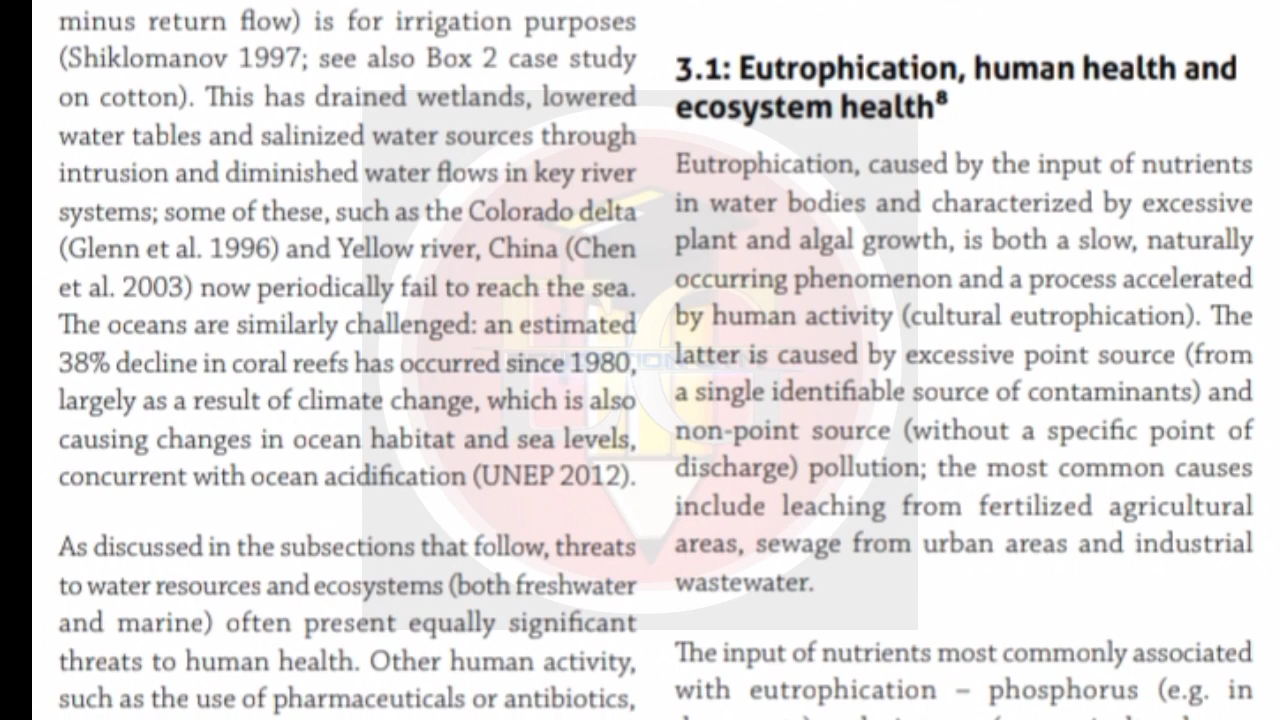 minus return flow) is for irrigation purposes
(Shiklomanov 1997; see also Box 2 case study
on cotton). This has drained wetlands, lowered
water tables and salinized water sources through
intrusion and diminished water flows in key river
systems; some of these, such as the Colorado delta
(Glenn et al. 1996) and Yellow river, China (Chen
et al. 2003) now periodically fail to reach the sea.
The oceans are similarly challenged: an estimated
38% decline in coral reefs has occurred since 1980,
largely as a result of climate change, which is also
causing changes in ocean habitat and sea levels,
concurrent with ocean acidification (UNEP 2012).
As discussed in the subsections that follow, threats
to water resources and ecosystems (both freshwater
and marine) often present equally significant
threats to human health. Other human activity,
such as the use of pharmaceuticals or antibiotics,
3.1: Eutrophication, human health and
ecosystem health⁸
Eutrophication, caused by the input of nutrients
in water bodies and characterized by excessive
plant and algal growth, is both a slow, naturally
occurring phenomenon and a process accelerated
by human activity (cultural eutrophication). The
latter is caused by excessive point source (from
a single identifiable source of contaminants) and
non-point source (without a specific point of
discharge) pollution; the most common causes
include leaching from fertilized agricultural
areas, sewage from urban areas and industrial
wastewater.
The input of nutrients most commonly associated
with eutrophication – phosphorus (e.g. in